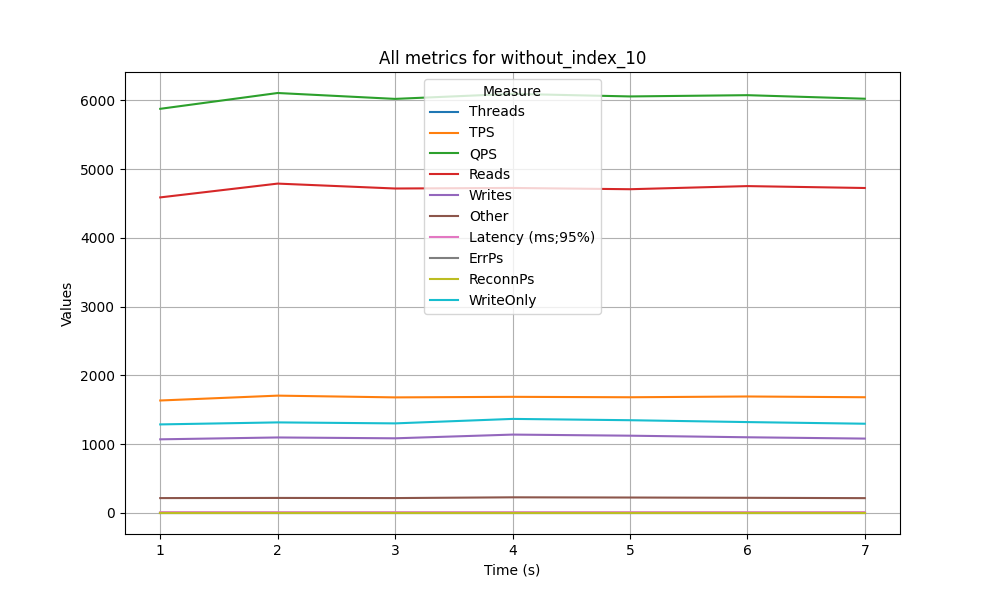 All metrics for without_index_10
Values
6000
5000
4000
3000
2000
1000
0
Measure
Threads
TPS
QPS
Reads
Writes
Other
Latency (ms;95%)
ErrPs
ReconnPs
WriteOnly
1 2 3 4 5 6 7
Time (s)